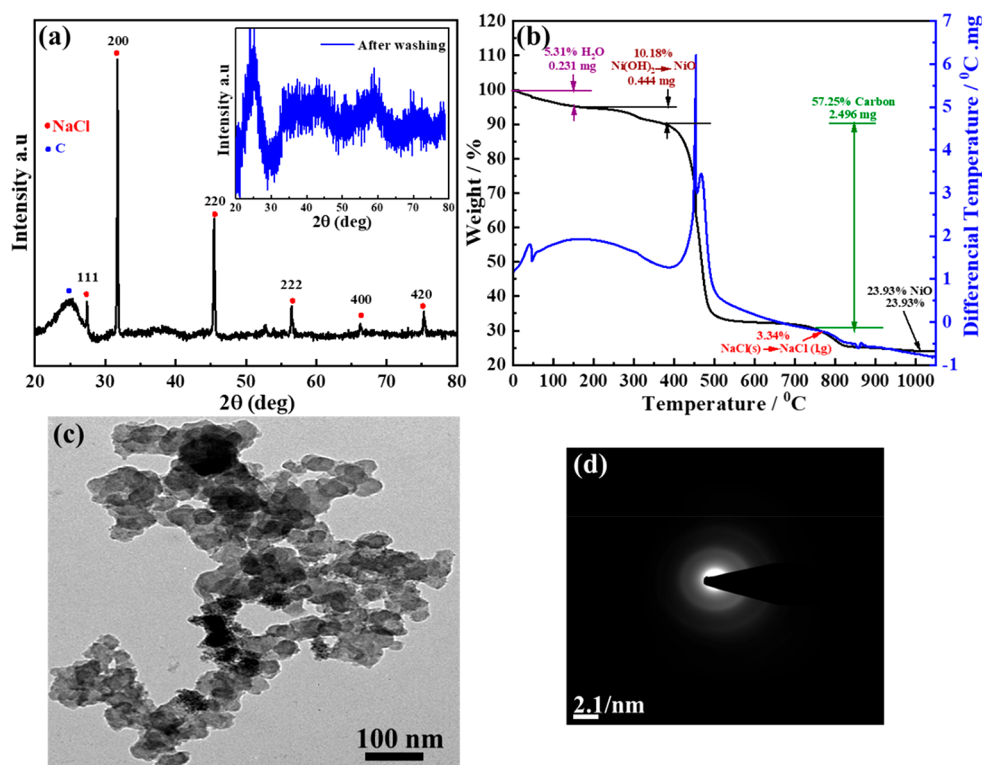 (a)
200
NaCl
C
111
220
222
400
420
Intensity a.u
20 30 40 50 60 70 80
2θ (deg)
After washing
Intensity a.u
20 30 40 50 60 70 80
2θ (deg)
(b)
120
110
100
90
80
70
60
50
40
30
20
Weight / %
5.31% H2O
0.231 mg
10.18%
Ni(OH)2 → NiO
0.444 mg
57.25% Carbon
2.496 mg
23.93% NiO
23.93%
3.34%
NaCl(s) → NaCl (l,g)
0 100 200 300 400 500 600 700 800 900 1000
Temperature / ⁰C
7
6
5
4
3
2
1
0
-1
Differencial Temperature / ⁰C .mg
(c)
100 nm
(d)
2.1/nm